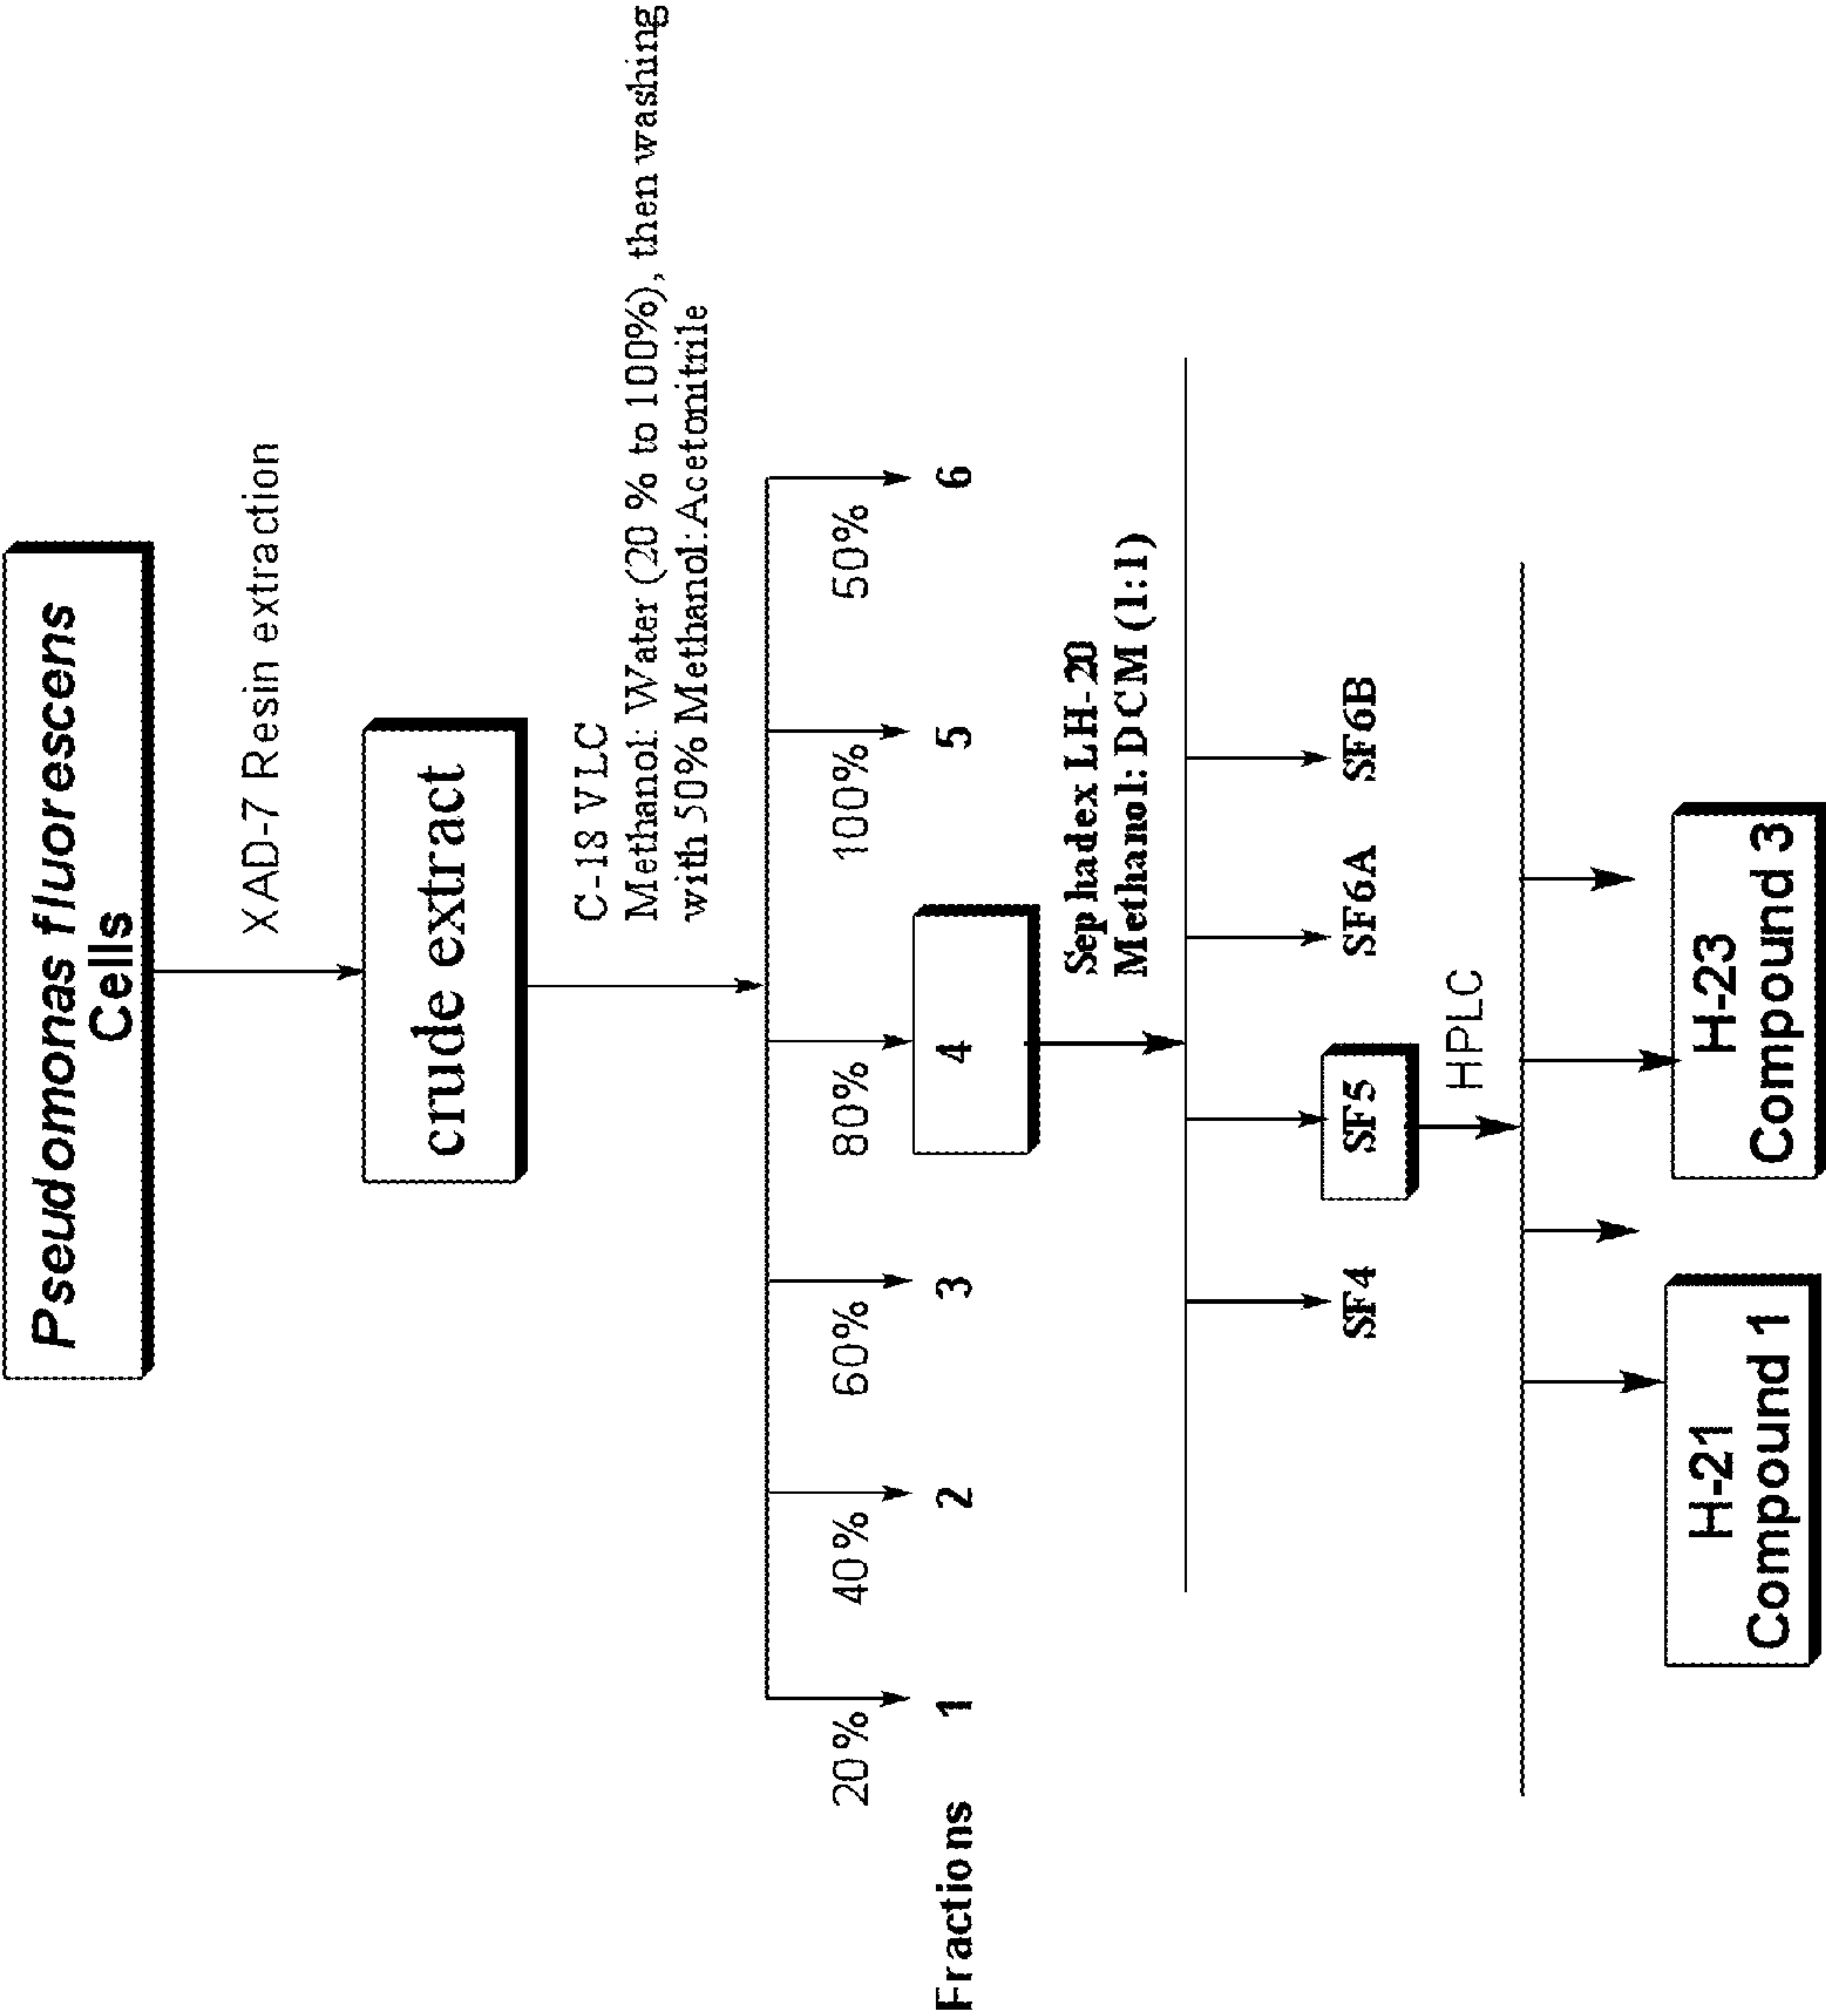 Pseudomonas fluorescens
Cells
XAD-7 Resin extraction
crude extract
C-18 VLC
Methanol: Water (20 % to 100%), then washing
with 50% Methanol:Acetonitrile
20%
40%
60%
80%
100%
50%
Fractions 1 2 3 4 5 6
Sephadex LH-20
Methanol:DCM (1:1)
SF4 SF5 SF6A SF6B
HPLC
H-21
Compound 1
H-23
Compound 3